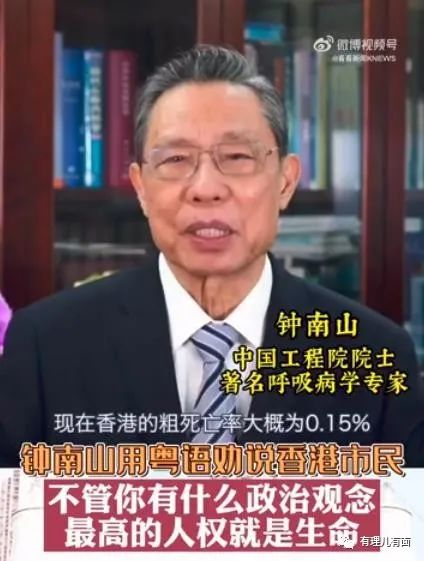 微博视频号
@看看新闻KNEWS
钟南山
中国工程院院士
著名呼吸病学专家
现在香港的粗死亡率大概为0.15%
钟南山用粤语劝说香港市民
不管你有什么政治观念
最高的人权就是生命
有理儿有面